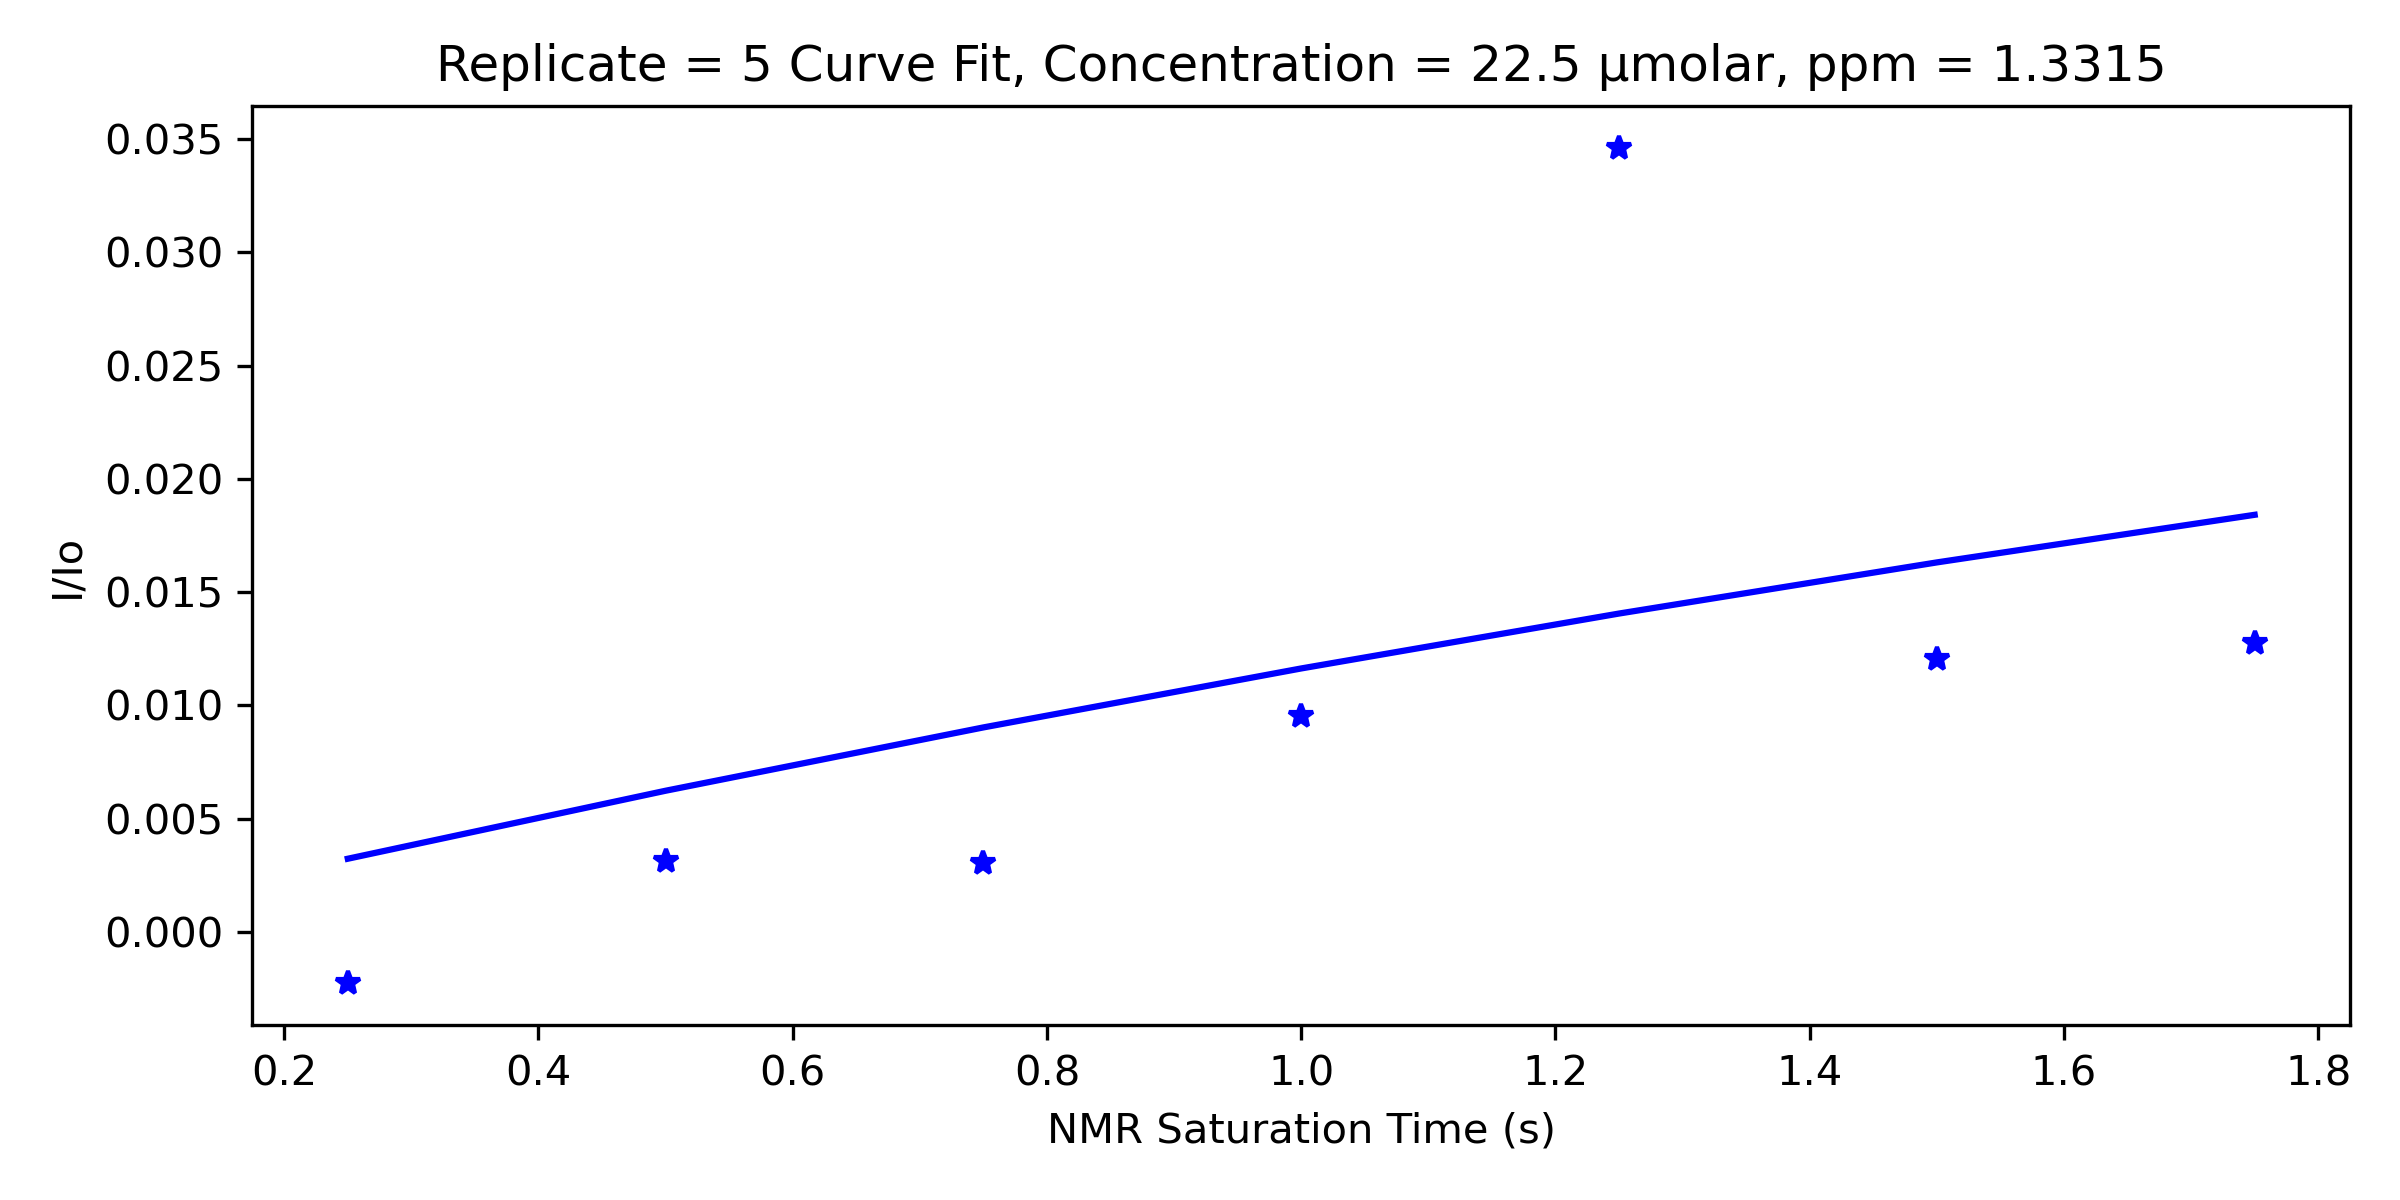 Replicate = 5 Curve Fit, Concentration = 22.5 µmolar, ppm = 1.3315
0.035
0.030
0.025
0.020
0.015
0.010
0.005
0.000
I/Io
0.2 0.4 0.6 0.8 1.0 1.2 1.4 1.6 1.8
NMR Saturation Time (s)